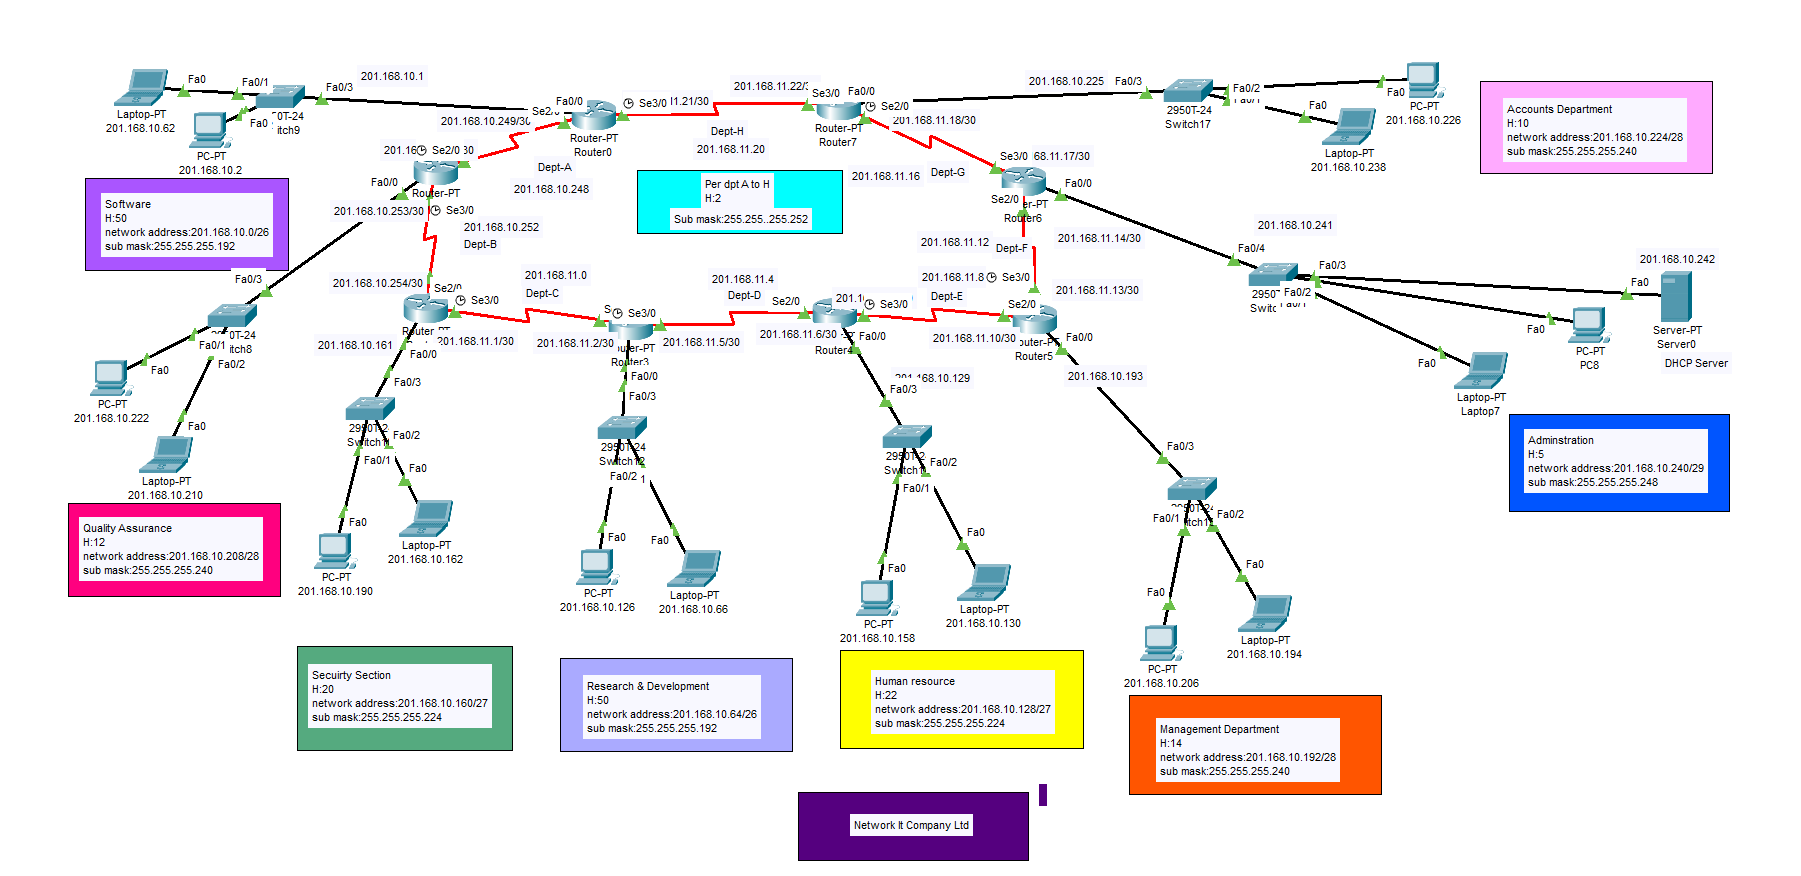 Fa0
Fa0/1
Fa0/3
201.168.10.1
Laptop-PT
201.168.10.62
Fa0
PC-PT
201.168.10.2
Fa0/0
Se3/0
Router-PT
Router0
201.168.10.249/30
Dept-A
201.168.10.248
Dept-H
201.168.11.20
Se3/0
Fa0/0
Se2/0
Router-PT
Router7
201.168.11.18/30
201.168.11.16
Dept-G
201.168.10.225
Fa0/3
2950T-24
Switch17
Fa0/2
Fa0
Fa0
PC-PT
201.168.10.226
Laptop-PT
201.168.10.238
Accounts Department
H:10
network address:201.168.10.224/28
sub mask:255.255.255.240
Per dpt A to H
H:2
Sub mask:255.255..255.252
Software
H:50
network address:201.168.10.0/26
sub mask:255.255.255.192
Se2/0
Fa0/0
Router-PT
201.168.10.253/30
Se3/0
201.168.10.252
Dept-B
Se3/0
Se2/0
Fa0/0
Router6
201.168.11.14/30
201.168.11.12
Dept-F
201.168.10.241
Fa0/4
Fa0/3
Fa0/2
201.168.10.242
Fa0
Server-PT
Server0
DHCP Server
Fa0
PC-PT
PC8
Fa0
Laptop-PT
Laptop7
Adminstration
H:5
network address:201.168.10.240/29
sub mask:255.255.255.248
Fa0/3
Fa0/1
Fa0/2
Fa0
PC-PT
201.168.10.222
Fa0
Laptop-PT
201.168.10.210
Quality Assurance
H:12
network address:201.168.10.208/28
sub mask:255.255.255.240
201.168.10.254/30
Se2/0
Se3/0
201.168.10.161
Fa0/0
201.168.11.1/30
201.168.11.0
Dept-C
201.168.11.2/30
Se3/0
Router3
Fa0/0
201.168.11.5/30
201.168.11.4
Dept-D
Se2/0
201.168.11.6/30
Router4
Se3/0
Fa0/0
Dept-E
201.168.11.8
Se3/0
Se2/0
201.168.11.10/30
Router5
201.168.11.13/30
Fa0/0
201.168.10.129
201.168.10.193
Fa0/3
Fa0/2
Fa0/1
Fa0
Fa0
PC-PT
201.168.10.190
Laptop-PT
201.168.10.162
Secuirty Section
H:20
network address:201.168.10.160/27
sub mask:255.255.255.224
Fa0/3
2950T-24
Switch12
Fa0/2
Fa0
Fa0
PC-PT
201.168.10.126
Laptop-PT
201.168.10.66
Research & Development
H:50
network address:201.168.10.64/26
sub mask:255.255.255.192
Fa0/3
Fa0/2
Fa0/1
Fa0
Fa0
PC-PT
201.168.10.158
Laptop-PT
201.168.10.130
Human resource
H:22
network address:201.168.10.128/27
sub mask:255.255.255.224
Fa0/3
Fa0/1
Fa0/2
Fa0
Fa0
PC-PT
201.168.10.206
Laptop-PT
201.168.10.194
Management Department
H:14
network address:201.168.10.192/28
sub mask:255.255.255.240
Network It Company Ltd